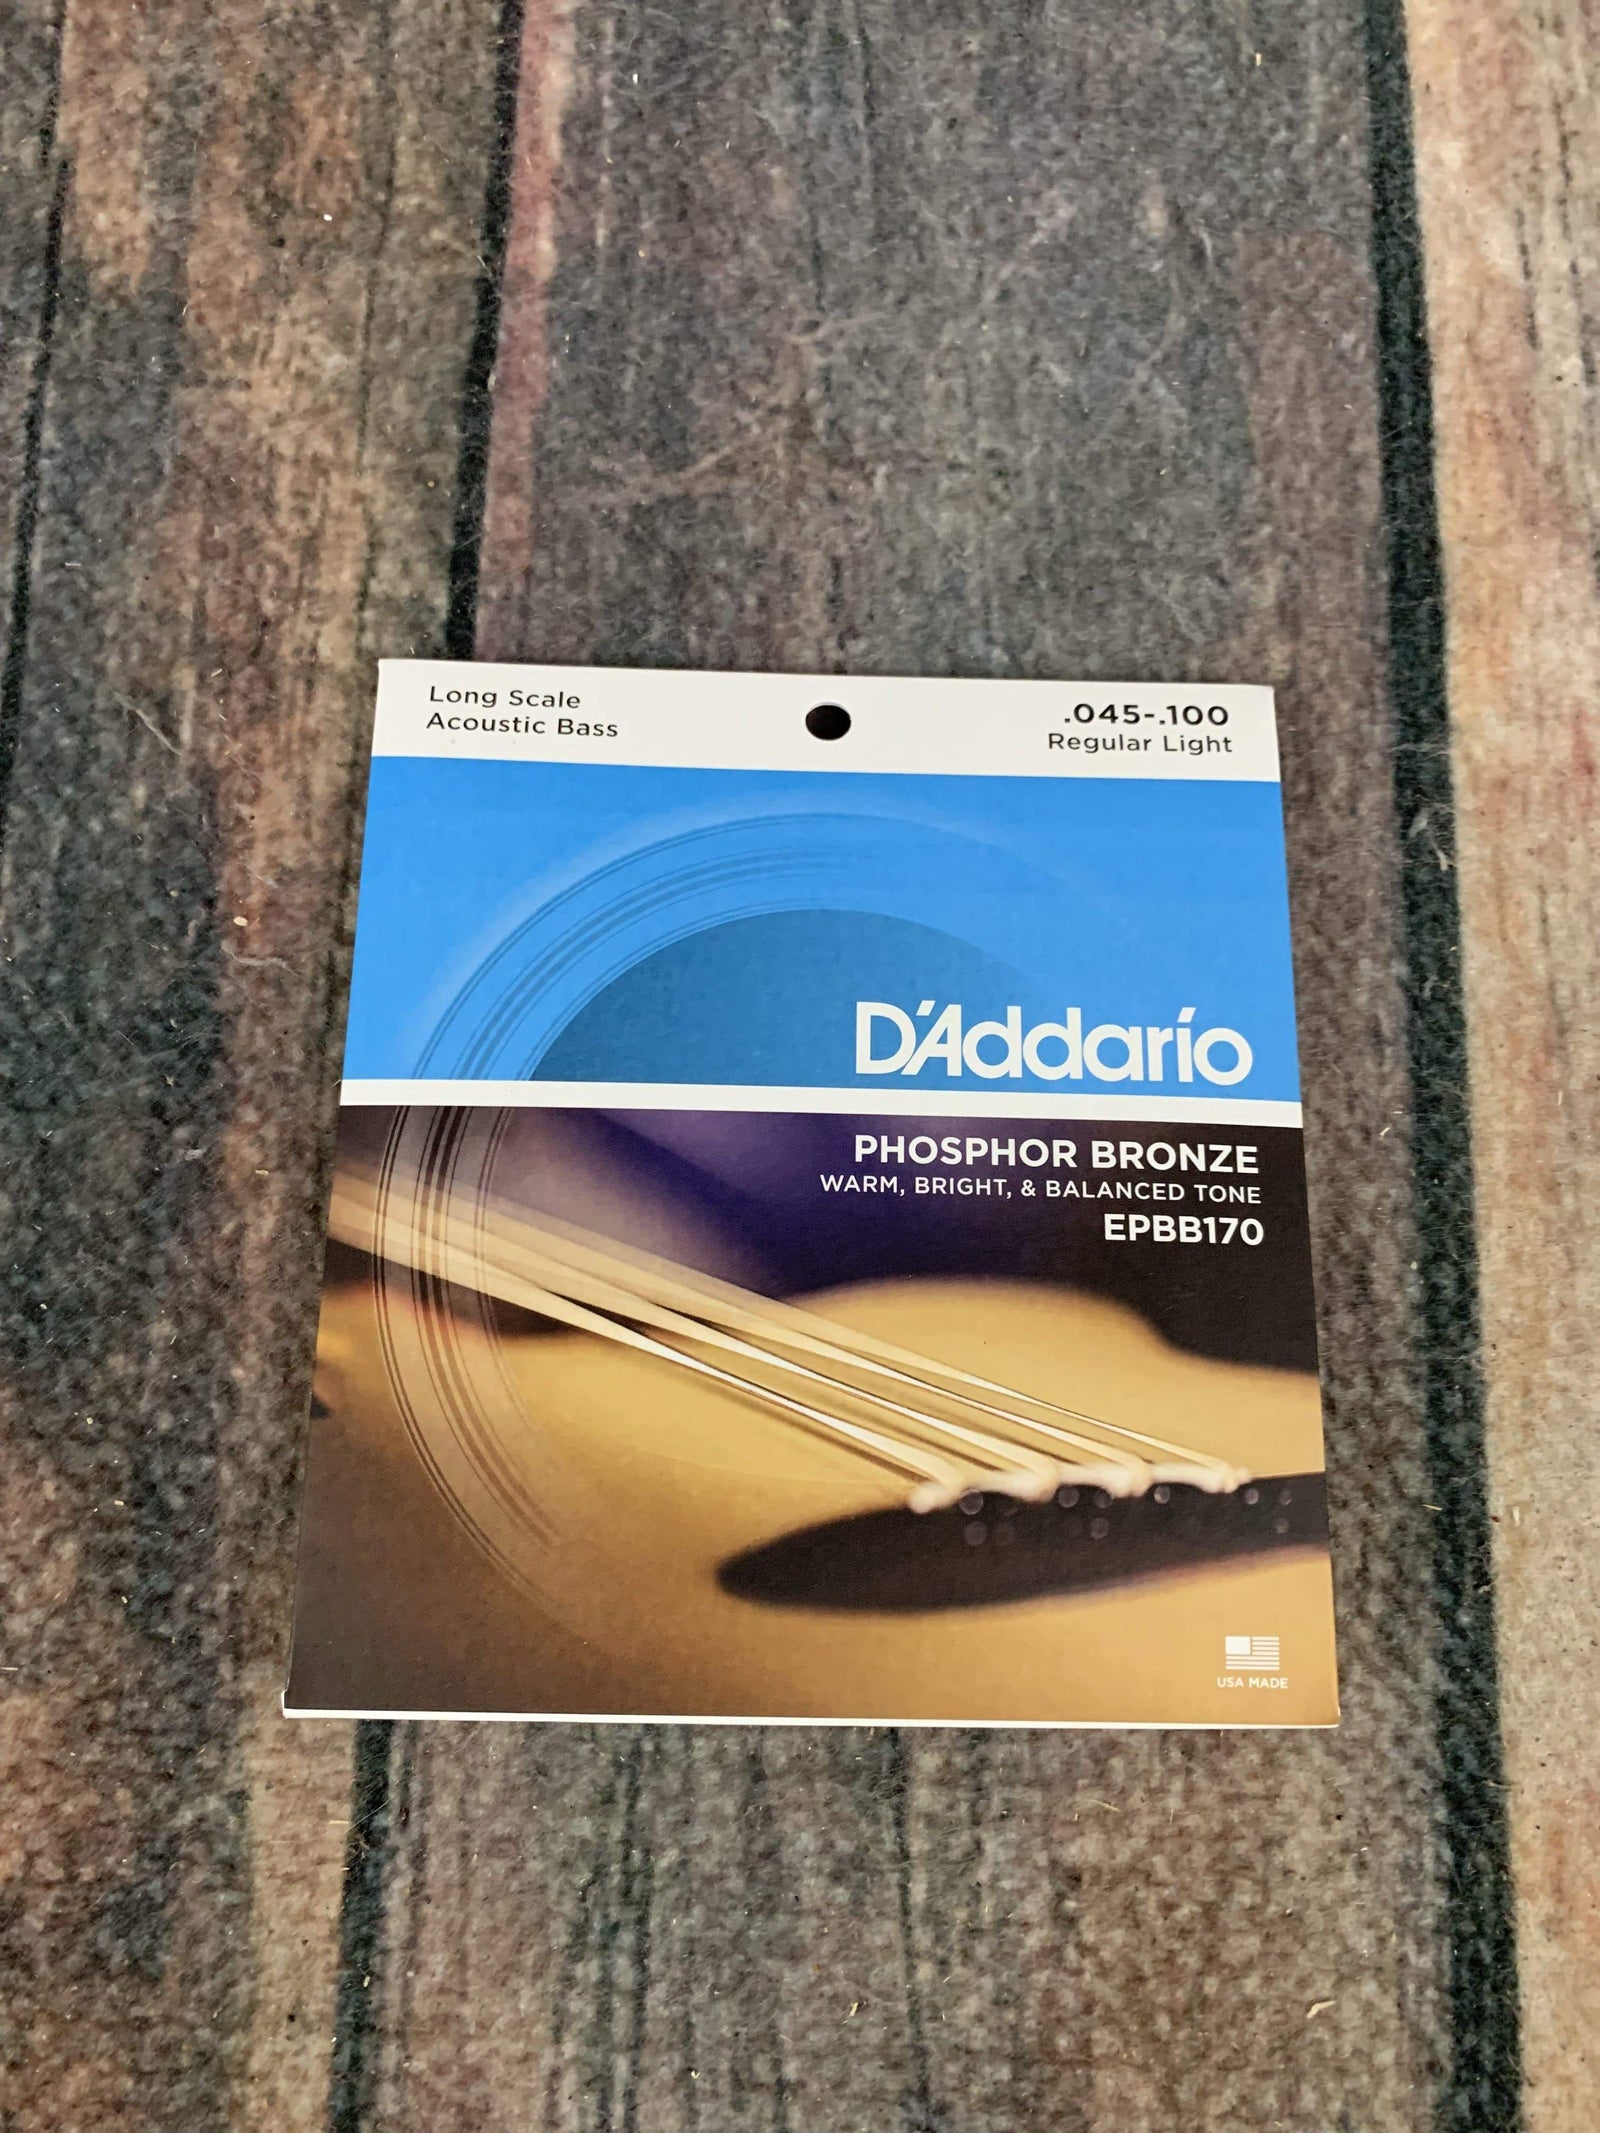 Long Scale
Acoustic Bass
.045-.100
Regular Light
D'Addario
PHOSPHOR BRONZE
WARM, BRIGHT, & BALANCED TONE
EPBB170
USA MADE